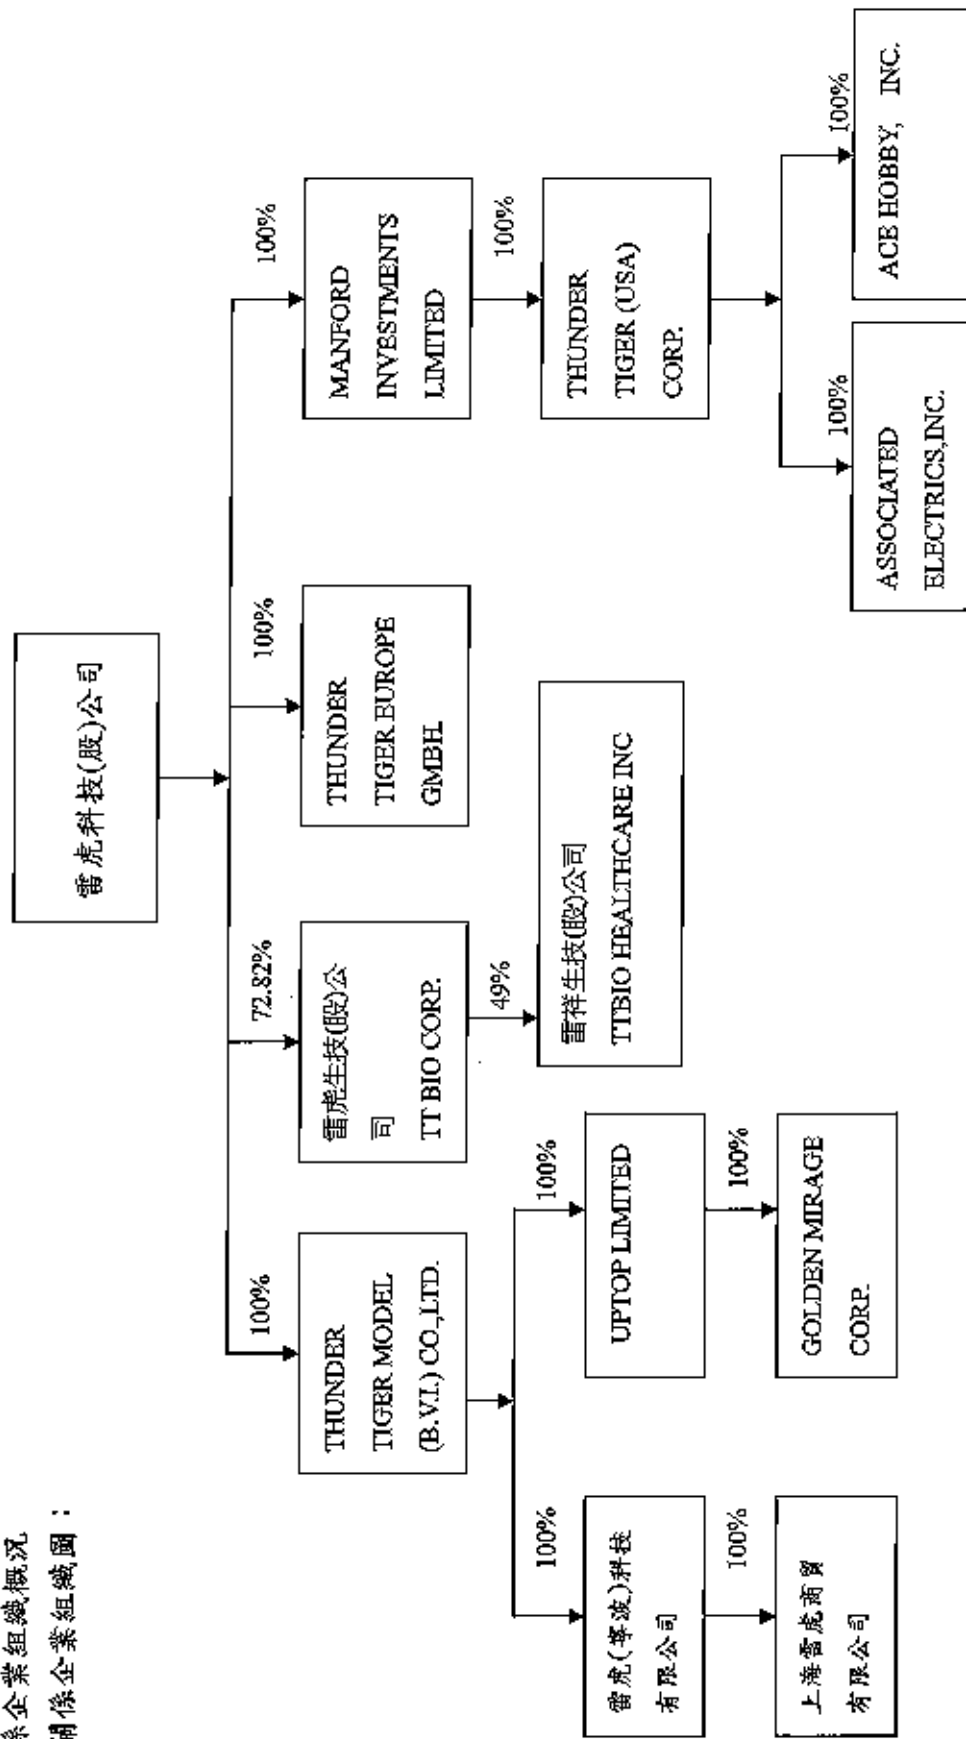 係企業組織概況
關係企業組織圖：
雷虎科技(股)公司
100%
72.82%
100%
100%
THUNDER
TIGER MODEL
(B.V.I.) CO.,LTD.
雷虎生技(股)公
司
TT BIO CORP.
THUNDER
TIGER EUROPE
GMBH.
MANFORD
INVESTMENTS
LIMITED
100%
100%
49%
100%
雷虎(寧波)科技
有限公司
UPTOP LIMITED
雷祥生技(股)公司
TTBIO HEALTHCARE INC
THUNDER
TIGER (USA)
CORP.
100%
100%
100%
100%
上海雷虎商貿
有限公司
GOLDEN MIRAGE
CORP.
ASSOCIATED
ELECTRICS,INC.
ACE HOBBY, INC.